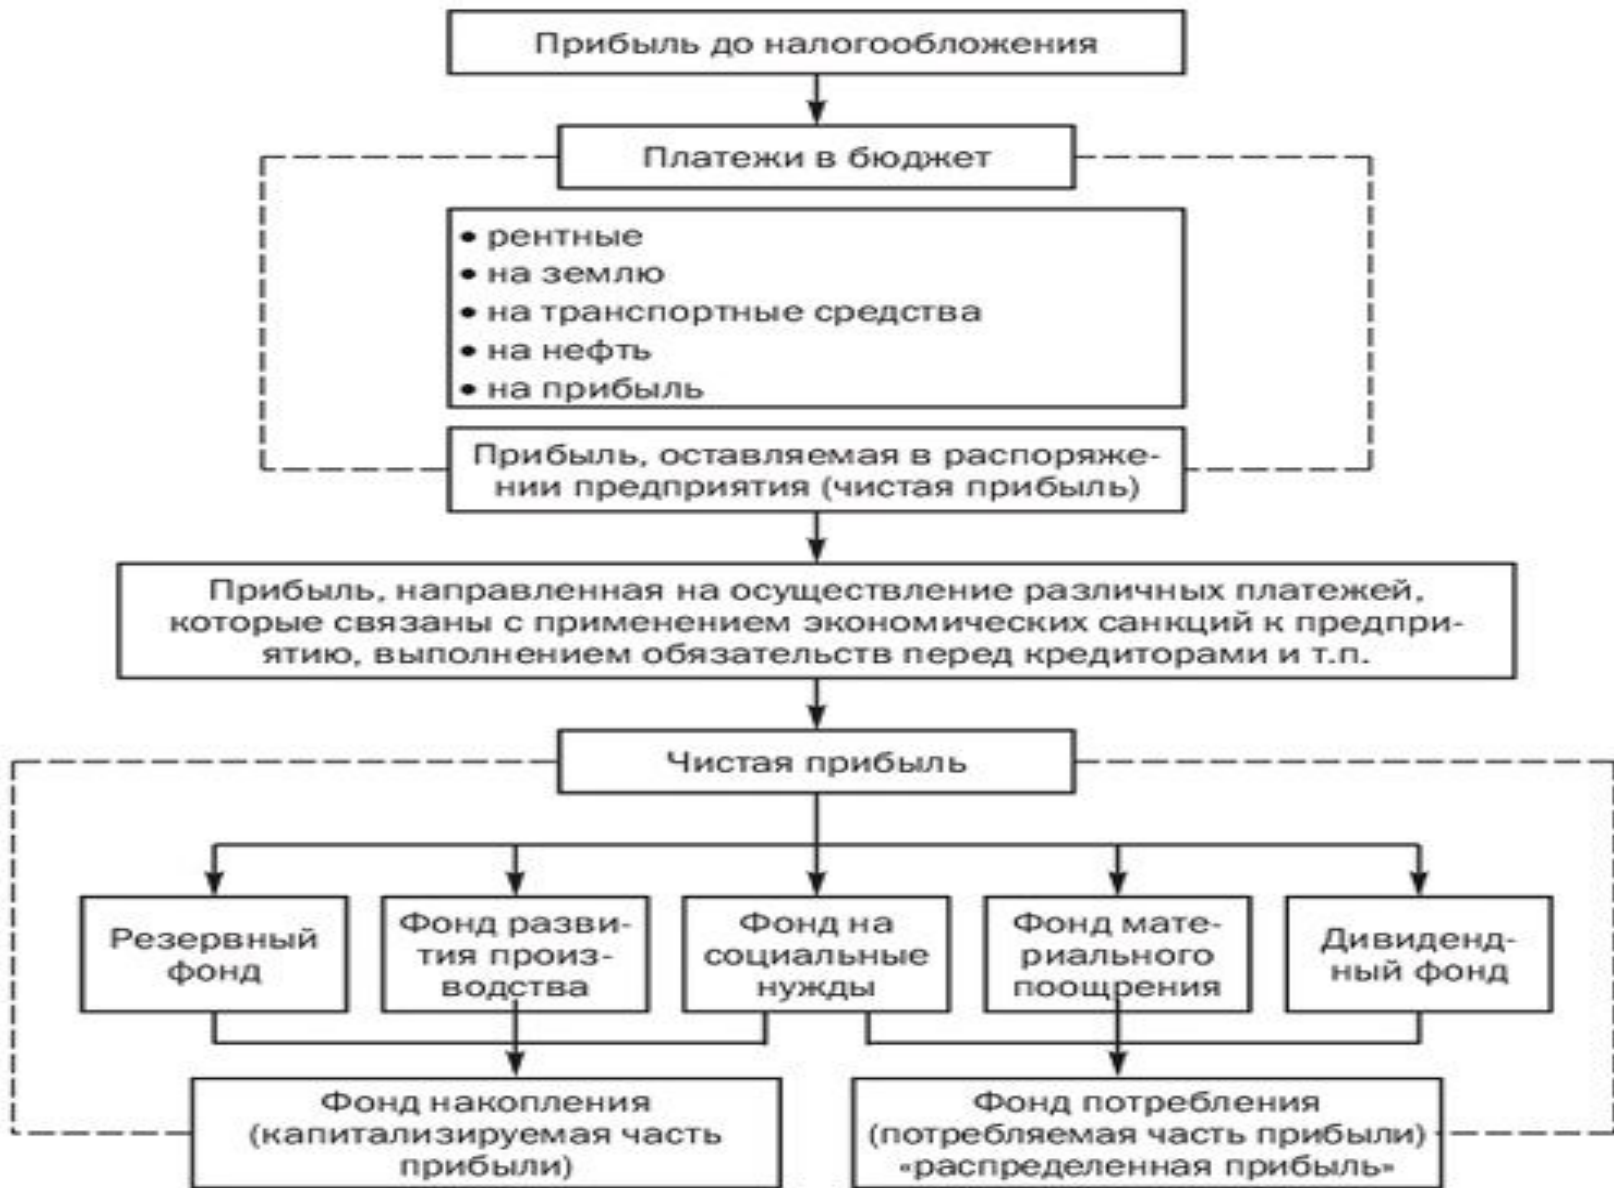 Прибыль до налогообложения
Платежи в бюджет
• рентные
• на землю
• на транспортные средства
• на нефть
• на прибыль
Прибыль, оставляемая в распоряже-
нии предприятия (чистая прибыль)
Прибыль, направленная на осуществление различных платежей,
которые связаны с применением экономических санкций к предпри-
ятию, выполнением обязательств перед кредиторами и т.п.
Чистая прибыль
Резервный
фонд
Фонд разви-
тия произ-
водства
Фонд на
социальные
нужды
Фонд мате-
риального
поощрения
Дивиденд-
ный фонд
Фонд накопления
(капитализируемая часть
прибыли)
Фонд потребления
(потребляемая часть прибыли)
«распределенная прибыль»